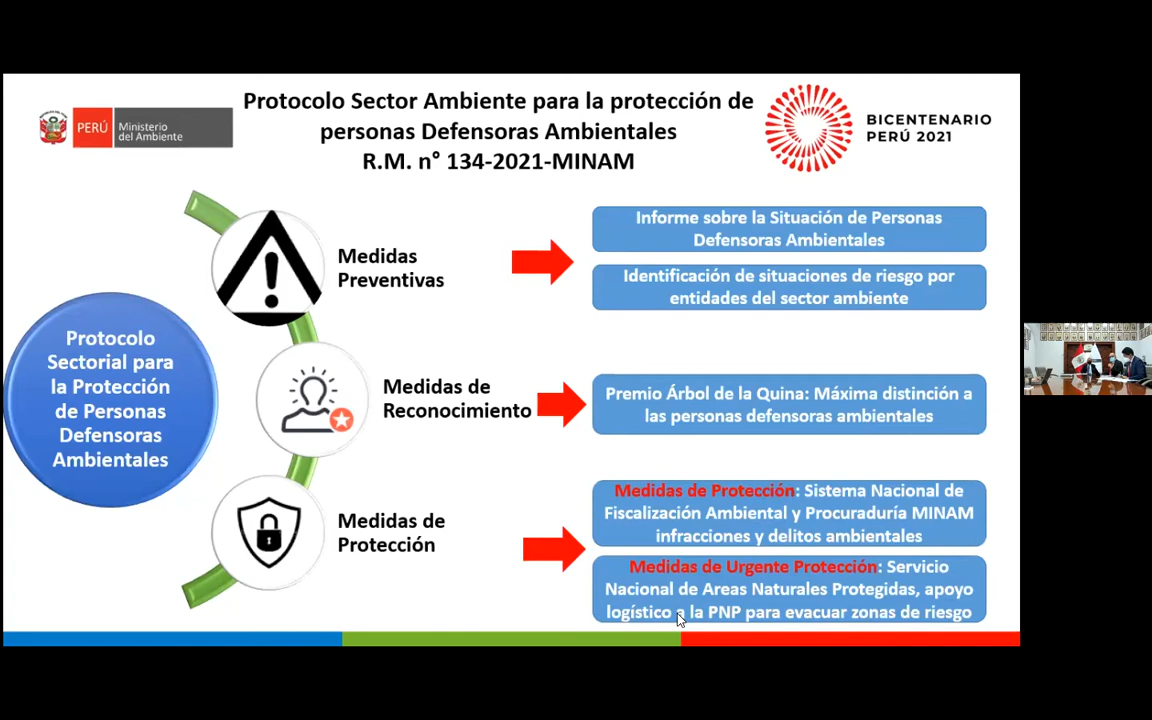 Protocolo Sector Ambiente para la protección de
personas Defensoras Ambientales
R.M. n° 134-2021-MINAM
PERÚ
Ministerio
del Ambiente
BICENTENARIO
PERÚ 2021
Protocolo
Sectorial para
la Protección
de Personas
Defensoras
Ambientales
Medidas
Preventivas
Informe sobre la Situación de Personas
Defensoras Ambientales
Identificación de situaciones de riesgo por
entidades del sector ambiente
Medidas de
Reconocimiento
Premio Árbol de la Quina: Máxima distinción a
las personas defensoras ambientales
Medidas de
Protección
Medidas de Protección: Sistema Nacional de
Fiscalización Ambiental y Procuraduría MINAM
infracciones y delitos ambientales
Medidas de Urgente Protección: Servicio
Nacional de Areas Naturales Protegidas, apoyo
logístico a la PNP para evacuar zonas de riesgo